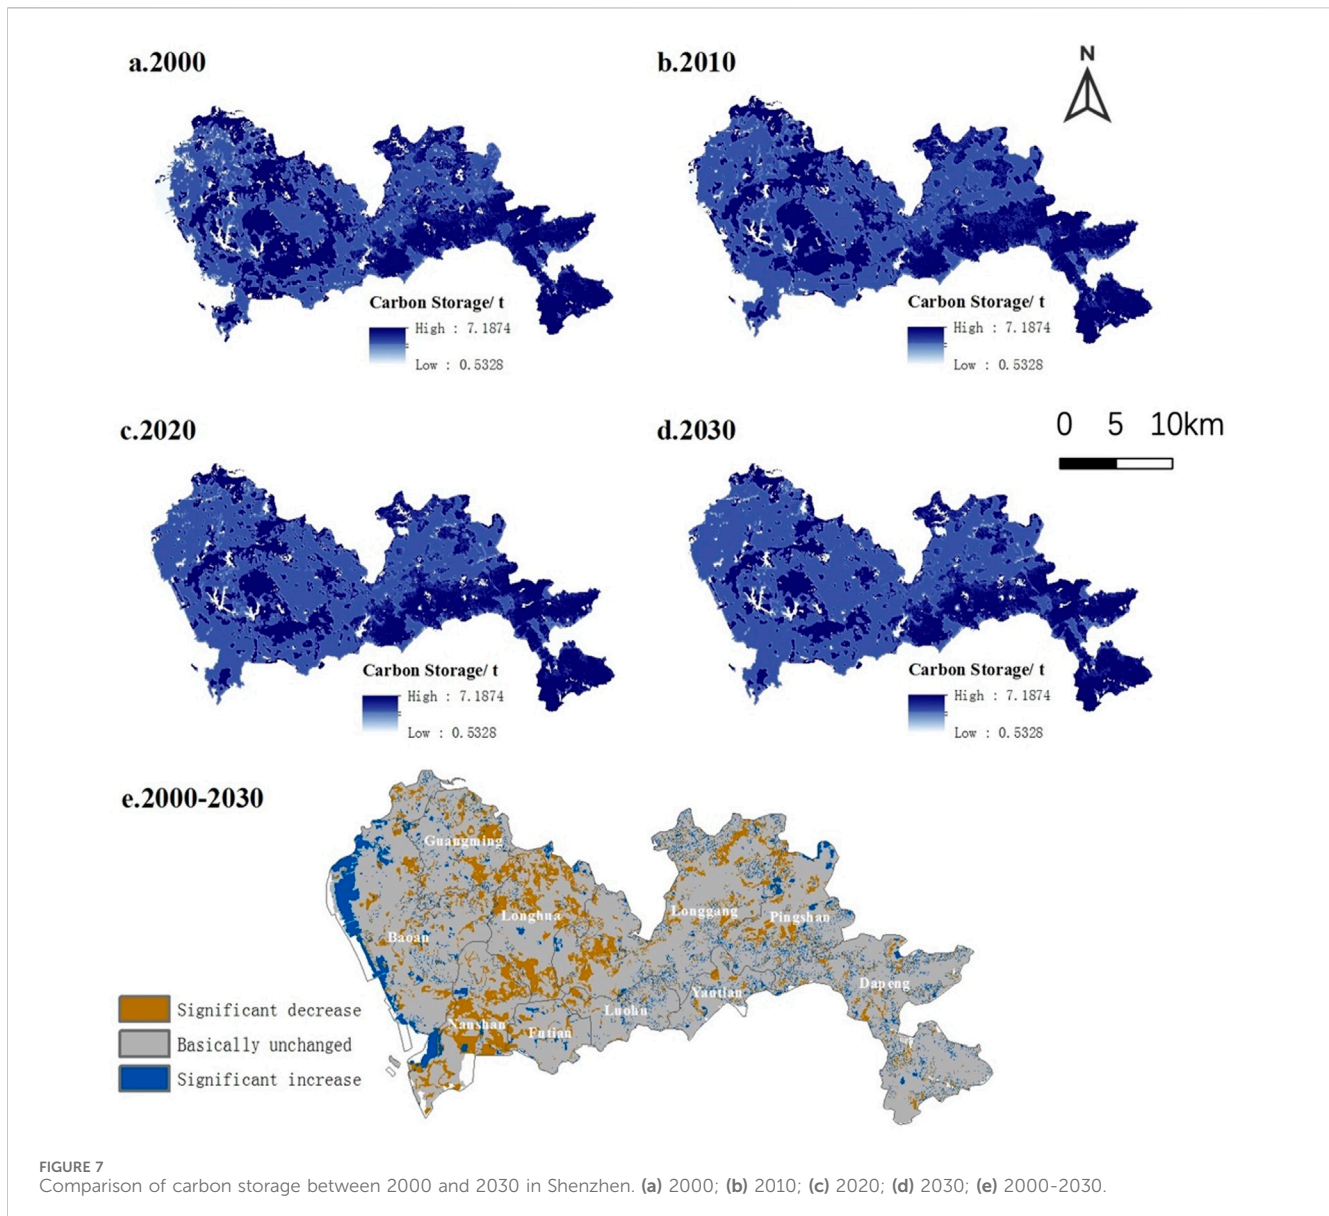 a.2000
b.2010
N
Carbon Storage/ t
High : 7.1874
Low : 0.5328
Carbon Storage/ t
High : 7.1874
Low : 0.5328
c.2020
d.2030
0 5 10km
Carbon Storage/ t
High : 7.1874
Low : 0.5328
Carbon Storage/ t
High : 7.1874
Low : 0.5328
e.2000-2030
Guangming
Longhua
Longgang
Pingshan
Baoan
Dapeng
Yantian
Luohu
Nanshan
Futian
Significant decrease
Basically unchanged
Significant increase
FIGURE 7
Comparison of carbon storage between 2000 and 2030 in Shenzhen. (a) 2000; (b) 2010; (c) 2020; (d) 2030; (e) 2000-2030.